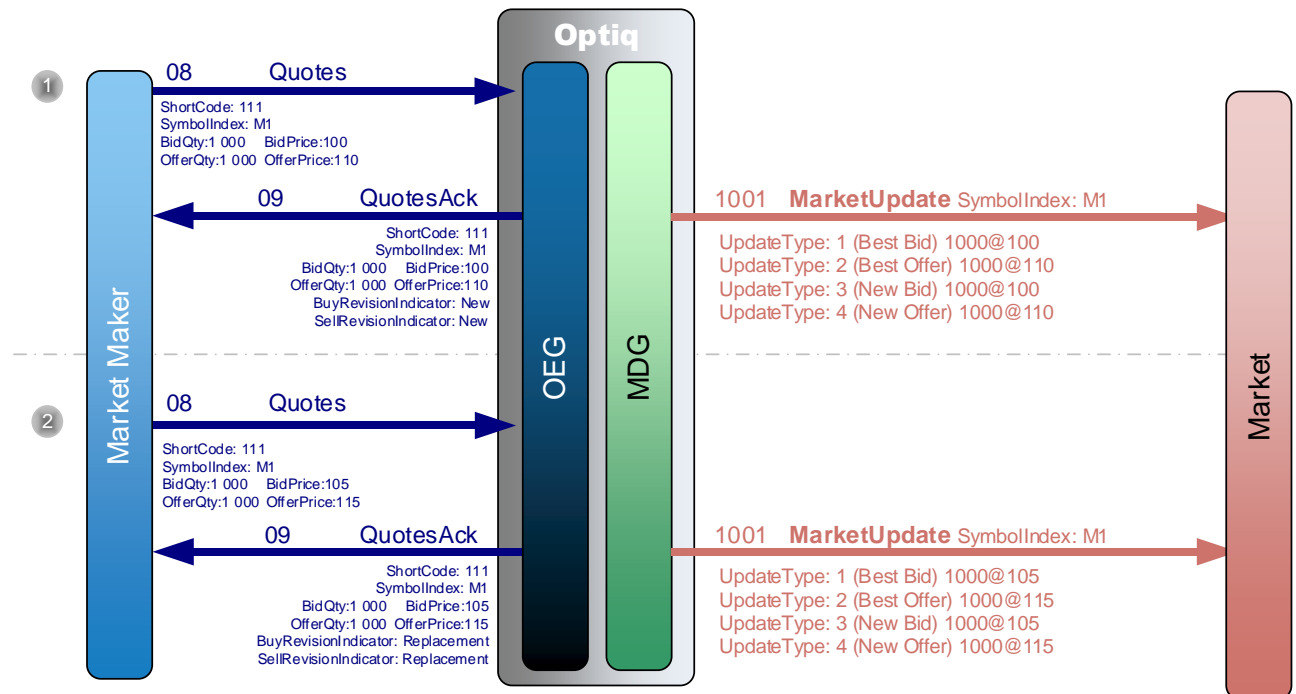 Optiq
1
08 Quotes
ShortCode: 111
SymbolIndex: M1
BidQty:1 000 BidPrice:100
OfferQty:1 000 OfferPrice:110
09 QuotesAck
ShortCode: 111
SymbolIndex: M1
BidQty:1 000 BidPrice:100
OfferQty:1 000 OfferPrice:110
BuyRevisionIndicator: New
SellRevisionIndicator: New
1001 MarketUpdate SymbolIndex: M1
UpdateType: 1 (Best Bid) 1000@100
UpdateType: 2 (Best Offer) 1000@110
UpdateType: 3 (New Bid) 1000@100
UpdateType: 4 (New Offer) 1000@110
Market Maker
OEG
MDG
Market
2
08 Quotes
ShortCode: 111
SymbolIndex: M1
BidQty:1 000 BidPrice:105
OfferQty:1 000 OfferPrice:115
09 QuotesAck
ShortCode: 111
SymbolIndex: M1
BidQty:1 000 BidPrice:105
OfferQty:1 000 OfferPrice:115
BuyRevisionIndicator: Replacement
SellRevisionIndicator: Replacement
1001 MarketUpdate SymbolIndex: M1
UpdateType: 1 (Best Bid) 1000@105
UpdateType: 2 (Best Offer) 1000@115
UpdateType: 3 (New Bid) 1000@105
UpdateType: 4 (New Offer) 1000@115